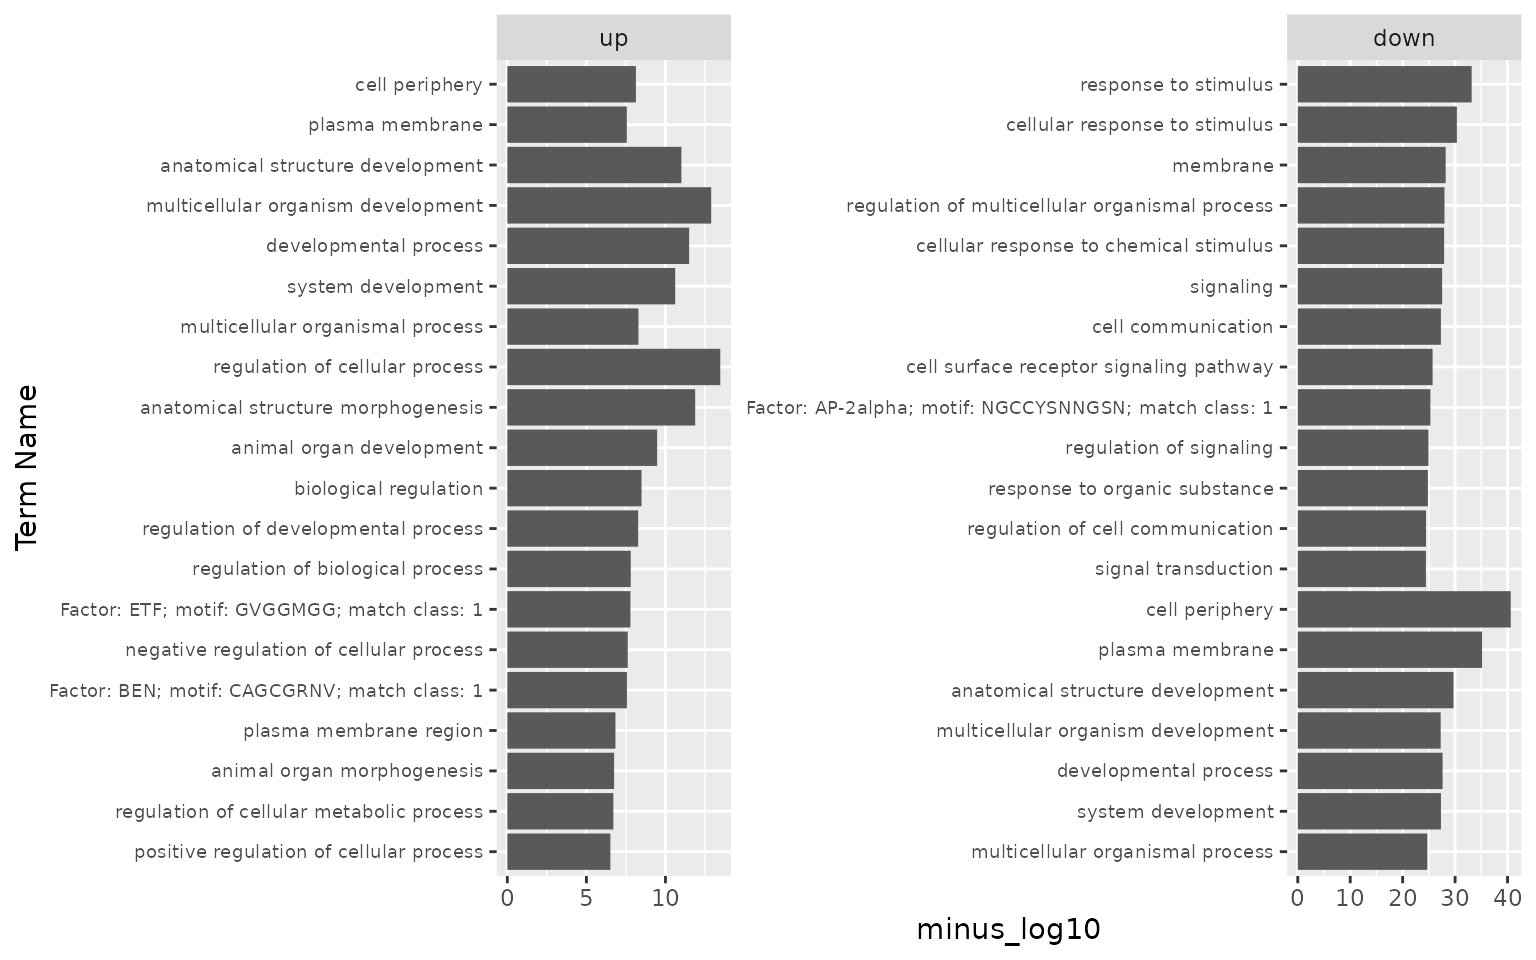 up
cell periphery
plasma membrane
anatomical structure development
multicellular organism development
developmental process
system development
multicellular organismal process
regulation of cellular process
anatomical structure morphogenesis
animal organ development
biological regulation
regulation of developmental process
regulation of biological process
Factor: ETF; motif: GVGGMGG; match class: 1
negative regulation of cellular process
Factor: BEN; motif: CAGCGRNV; match class: 1
plasma membrane region
animal organ morphogenesis
regulation of cellular metabolic process
positive regulation of cellular process
0 5 10
down
response to stimulus
cellular response to stimulus
membrane
regulation of multicellular organismal process
cellular response to chemical stimulus
signaling
cell communication
cell surface receptor signaling pathway
Factor: AP-2alpha; motif: NGCCYSNNGSN; match class: 1
regulation of signaling
response to organic substance
regulation of cell communication
signal transduction
cell periphery
plasma membrane
anatomical structure development
multicellular organism development
developmental process
system development
multicellular organismal process
0 10 20 30 40
minus_log10
Term Name